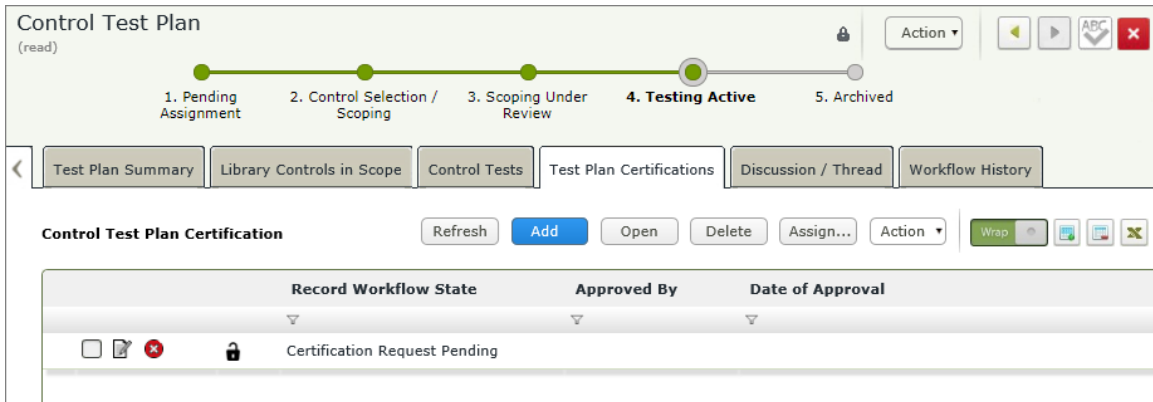 Control Test Plan
(read)
Action
ABC
1. Pending Assignment
2. Control Selection / Scoping
3. Scoping Under Review
4. Testing Active
5. Archived
Test Plan Summary
Library Controls in Scope
Control Tests
Test Plan Certifications
Discussion / Thread
Workflow History
Control Test Plan Certification
Refresh
Add
Open
Delete
Assign...
Action
Wrap
Record Workflow State
Approved By
Date of Approval
Certification Request Pending